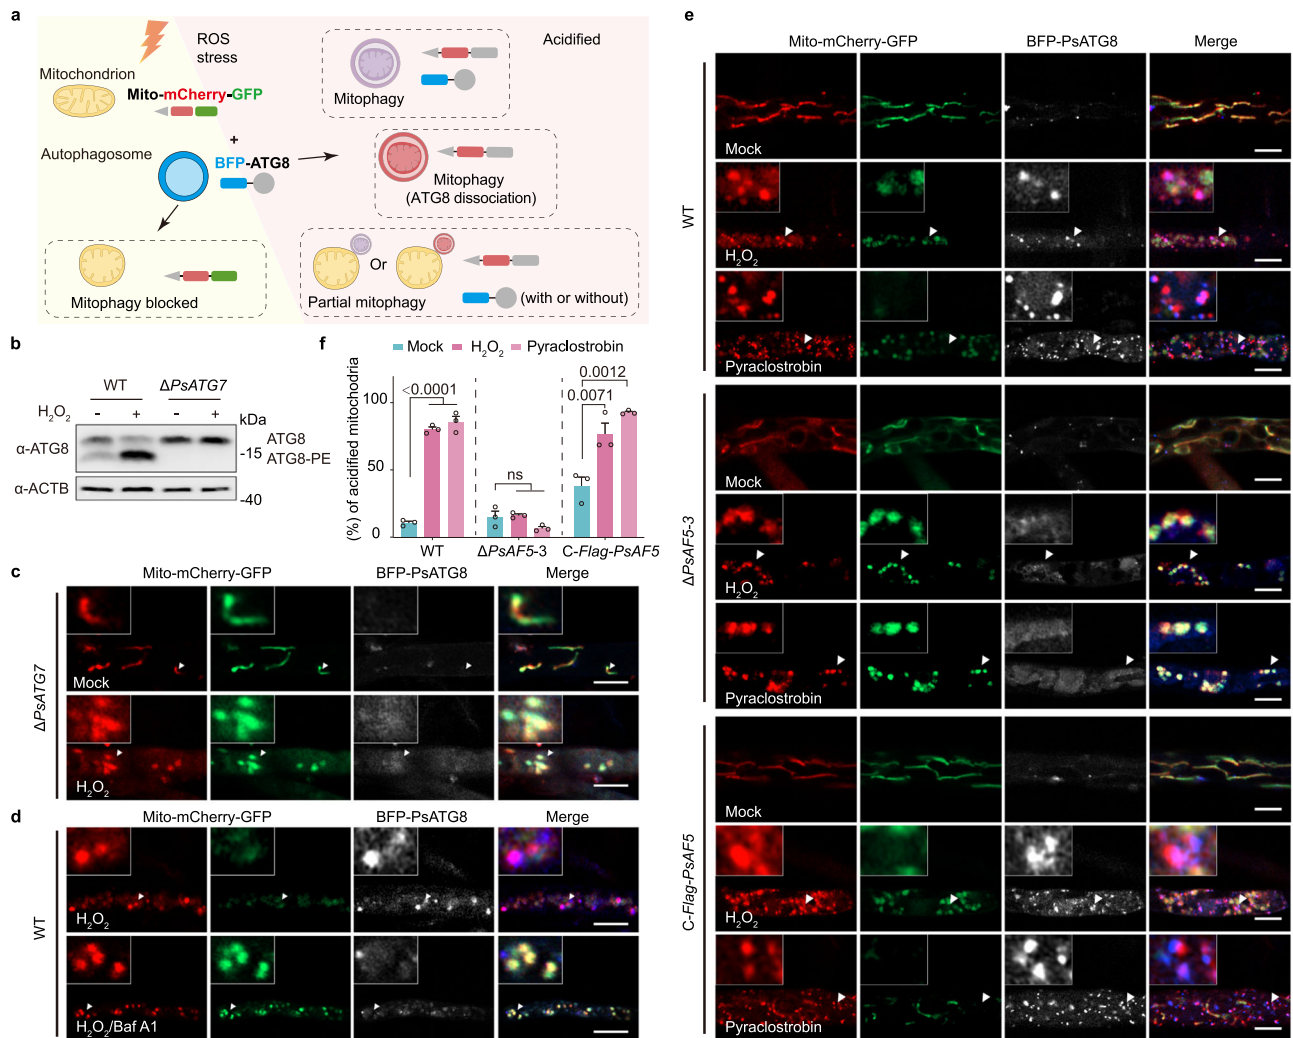 a
ROS
stress
Acidified
Mitochondrion
Mito-mCherry-GFP
Mitophagy
+
Autophagosome
BFP-ATG8
Mitophagy
(ATG8 dissociation)
Mitophagy blocked
Or
Partial mitophagy
(with or without)
b
WT
ΔPsATG7
H₂O₂
-
+
-
+
kDa
α-ATG8
ATG8
-15
ATG8-PE
α-ACTB
-40
f
Mock
H₂O₂
Pyraclostrobin
(%) of acidified mitochondria
100
50
0
<0.0001
ns
0.0071
0.0012
WT
ΔPsAF5-3
C-Flag-PsAF5
c
Mito-mCherry-GFP
BFP-PsATG8
Merge
ΔPsATG7
Mock
H₂O₂
d
Mito-mCherry-GFP
BFP-PsATG8
Merge
WT
H₂O₂
H₂O₂/Baf A1
e
Mito-mCherry-GFP
BFP-PsATG8
Merge
WT
Mock
H₂O₂
Pyraclostrobin
ΔPsAF5-3
Mock
H₂O₂
Pyraclostrobin
C-Flag-PsAF5
Mock
H₂O₂
Pyraclostrobin